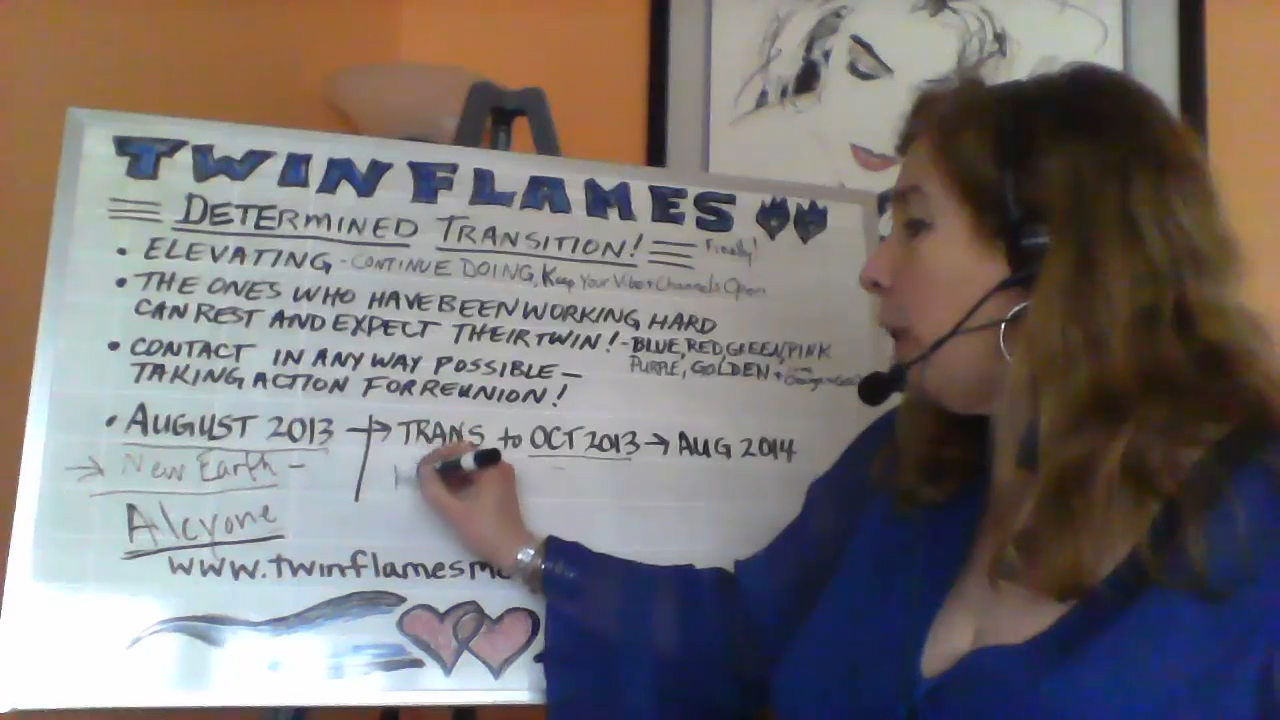 TWIN FLAMES
DETERMINED TRANSITION! Finally!
• ELEVATING - CONTINUE DOING, Keep Your Vibe + Channels Open
• THE ONES WHO HAVE BEEN WORKING HARD
CAN REST AND EXPECT THEIR TWIN! - BLUE, RED, GREEN, PINK
PURPLE, GOLDEN +
• CONTACT IN ANY WAY POSSIBLE -
TAKING ACTION FOR REUNION!
• AUGUST 2013 → TRANS to OCT 2013 → AUG 2014
→ New Earth -
Alcyone
www.twinflamesm